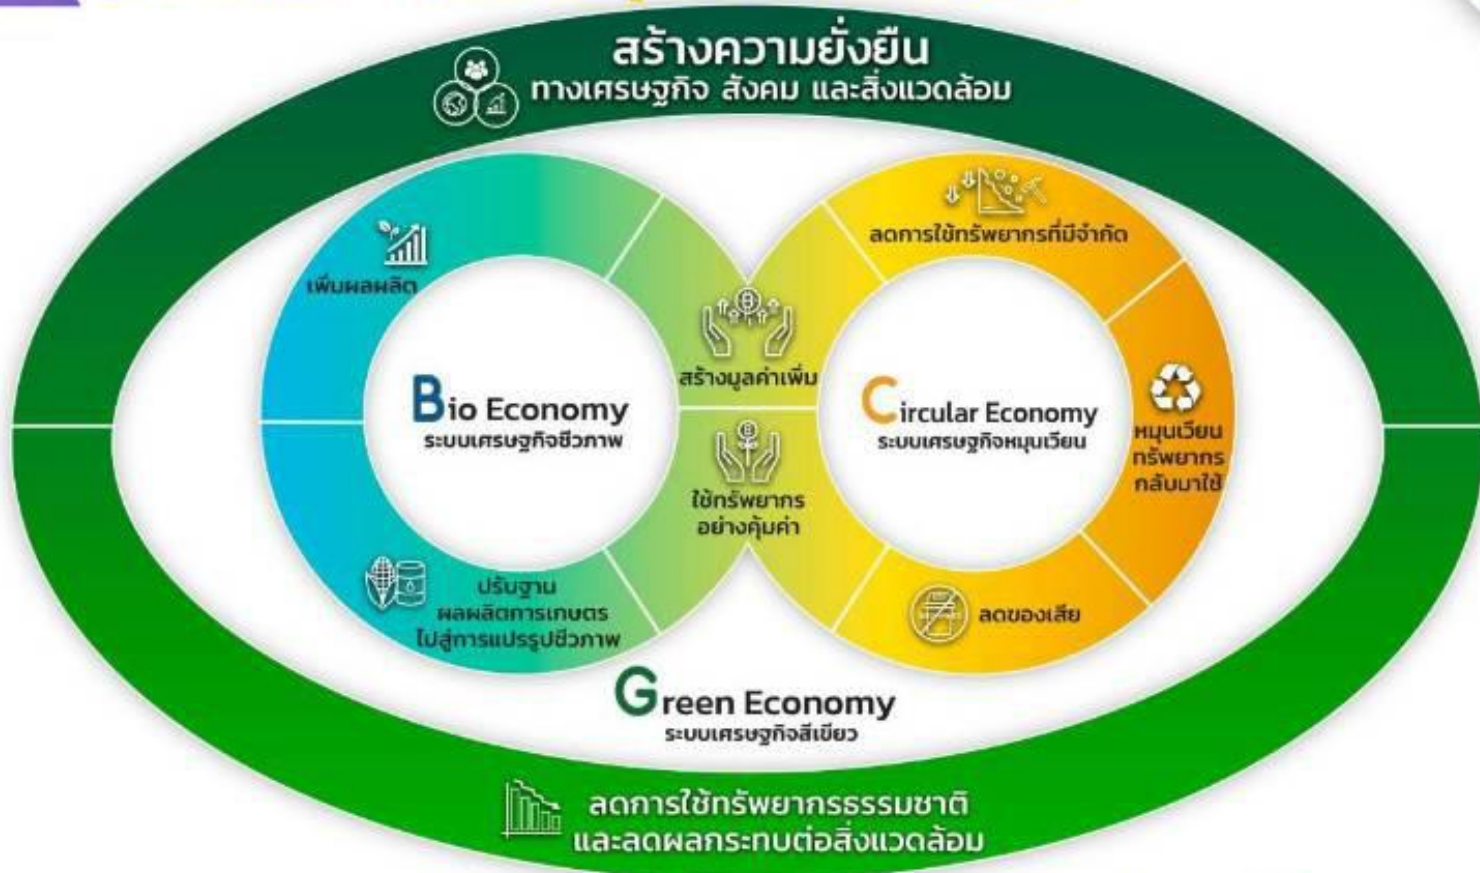 สร้างความยั่งยืน
ทางเศรษฐกิจ สังคม และสิ่งแวดล้อม
เพิ่มผลผลิต
ลดการใช้ทรัพยากรที่มีจำกัด
สร้างมูลค่าเพิ่ม
Bio Economy
ระบบเศรษฐกิจชีวภาพ
Circular Economy
ระบบเศรษฐกิจหมุนเวียน
หมุนเวียน
ทรัพยากร
กลับมาใช้
ใช้ทรัพยากร
อย่างคุ้มค่า
ปรับฐาน
ผลผลิตการเกษตร
ไปสู่การแปรรูปชีวภาพ
ลดของเสีย
Green Economy
ระบบเศรษฐกิจสีเขียว
ลดการใช้ทรัพยากรธรรมชาติ
และลดผลกระทบต่อสิ่งแวดล้อม